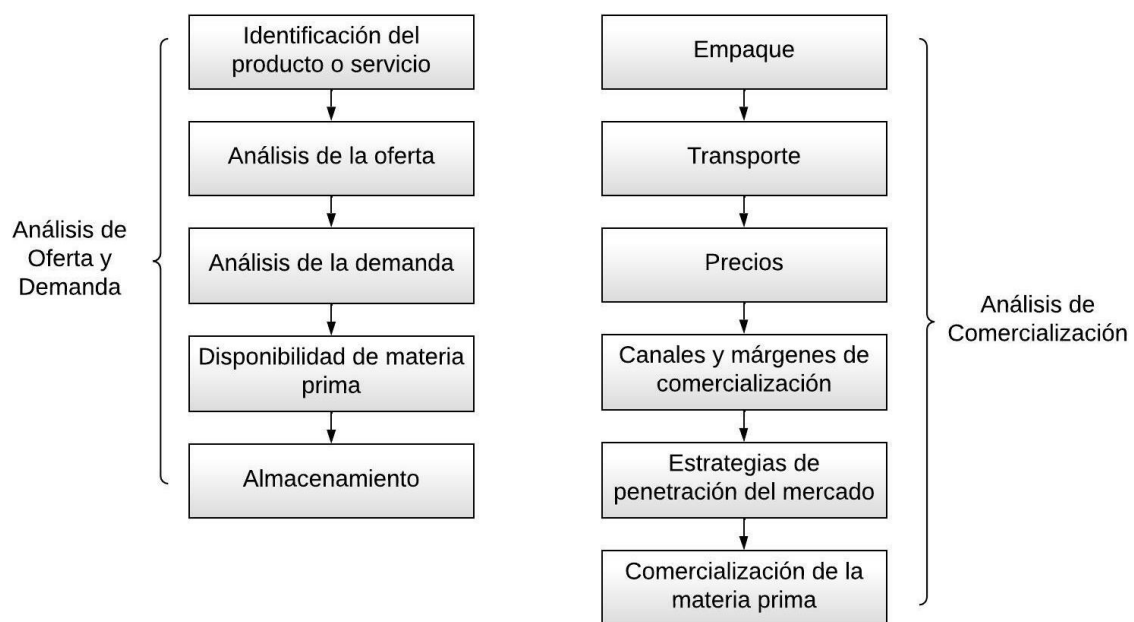 Análisis de
Oferta y
Demanda
Identificación del
producto o servicio
Análisis de la oferta
Análisis de la demanda
Disponibilidad de materia
prima
Almacenamiento
Empaque
Transporte
Precios
Canales y márgenes de
comercialización
Estrategias de
penetración del mercado
Comercialización de la
materia prima
Análisis de
Comercialización